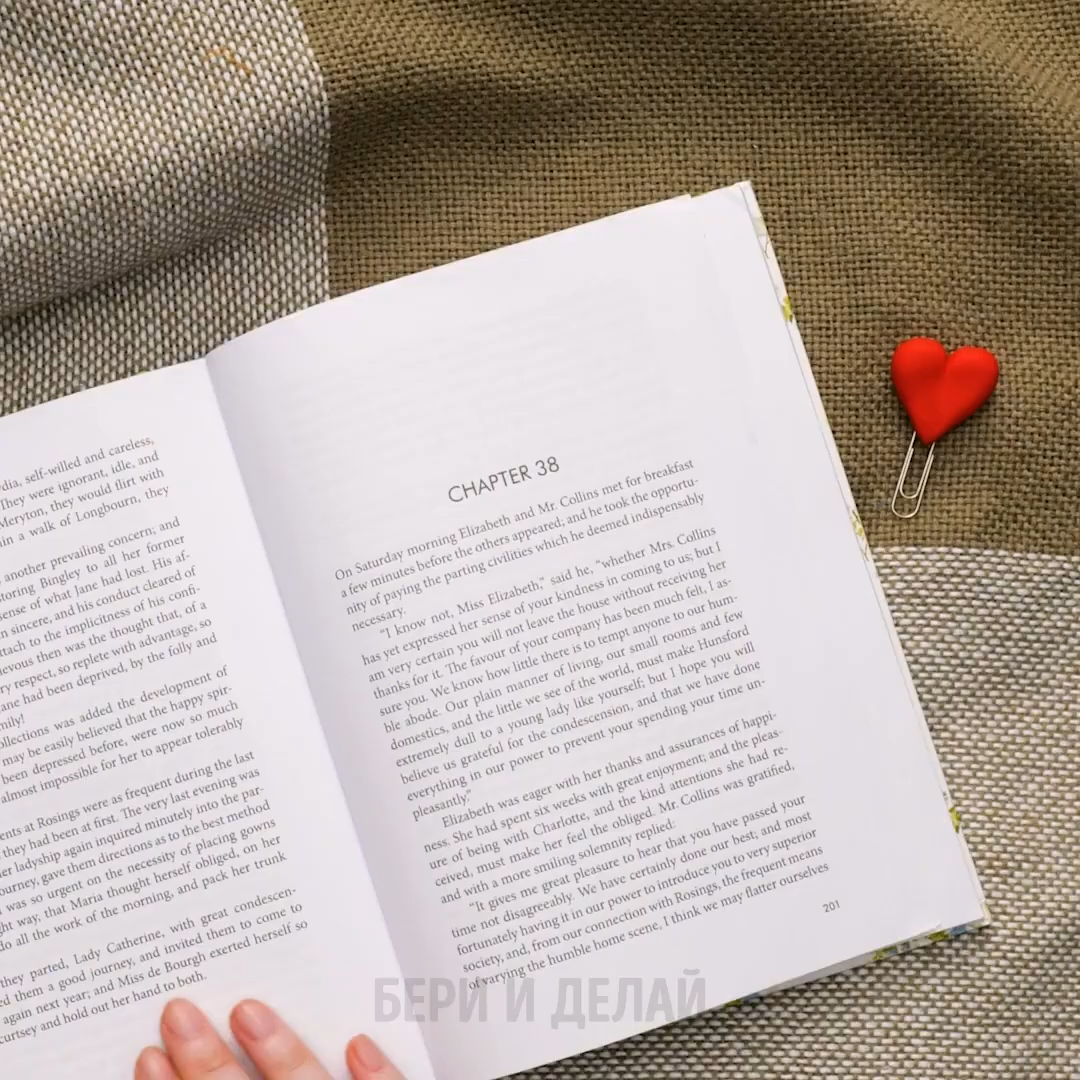 dia, self-willed and careless,
They were ignorant, idle, and
Meryton, they would flirt with
in a walk of Longbourn, they
another prevailing concern; and
storing Bingley to all her former
sense of what Jane had lost. His af-
n sincere, and his conduct cleared of
ttach to the implicitness of his confi-
ievous then was the thought that, of a
ry respect, so replete with advantage, so
ane had been deprived, by the folly and
mily!
ollections was added the development of
may be easily believed that the happy spir-
been depressed before, were now so much
almost impossible for her to appear tolerably
ents at Rosings were as frequent during the last
they had been at first. The very last evening was
er ladyship again inquired minutely into the par-
ourney, gave them directions as to the best method
was so urgent on the necessity of placing gowns
ght way, that Maria thought herself obliged, on her
do all the work of the morning, and pack her trunk
they parted, Lady Catherine, with great condescen-
ed them a good journey, and invited them to come to
again next year; and Miss de Bourgh exerted herself so
curtsey and hold out her hand to both.
CHAPTER 38
On Saturday morning Elizabeth and Mr. Collins met for breakfast
a few minutes before the others appeared; and he took the opportu-
nity of paying the parting civilities which he deemed indispensably
necessary.
“I know not, Miss Elizabeth,” said he, “whether Mrs. Collins
has yet expressed her sense of your kindness in coming to us; but I
am very certain you will not leave the house without receiving her
thanks for it. The favour of your company has been much felt, I as-
sure you. We know how little there is to tempt anyone to our hum-
ble abode. Our plain manner of living, our small rooms and few
domestics, and the little we see of the world, must make Hunsford
extremely dull to a young lady like yourself; but I hope you will
believe us grateful for the condescension, and that we have done
everything in our power to prevent your spending your time un-
pleasantly.”
Elizabeth was eager with her thanks and assurances of happi-
ness. She had spent six weeks with great enjoyment; and the pleas-
ure of being with Charlotte, and the kind attentions she had re-
ceived, must make her feel the obliged. Mr. Collins was gratified,
and with a more smiling solemnity replied:
“It gives me great pleasure to hear that you have passed your
time not disagreeably. We have certainly done our best; and most
fortunately having it in our power to introduce you to very superior
society, and, from our connection with Rosings, the frequent means
of varying the humble home scene, I think we may flatter ourselves
201
БЕРИ И ДЕЛАЙ